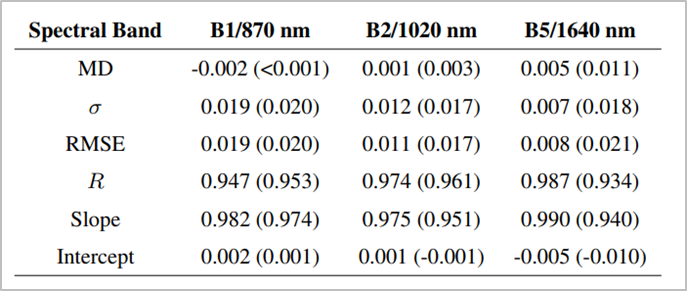 Spectral Band B1/870 nm B2/1020 nm B5/1640 nm
MD -0.002 (<0.001) 0.001 (0.003) 0.005 (0.011)
σ 0.019 (0.020) 0.012 (0.017) 0.007 (0.018)
RMSE 0.019 (0.020) 0.011 (0.017) 0.008 (0.021)
R 0.947 (0.953) 0.974 (0.961) 0.987 (0.934)
Slope 0.982 (0.974) 0.975 (0.951) 0.990 (0.940)
Intercept 0.002 (0.001) 0.001 (-0.001) -0.005 (-0.010)